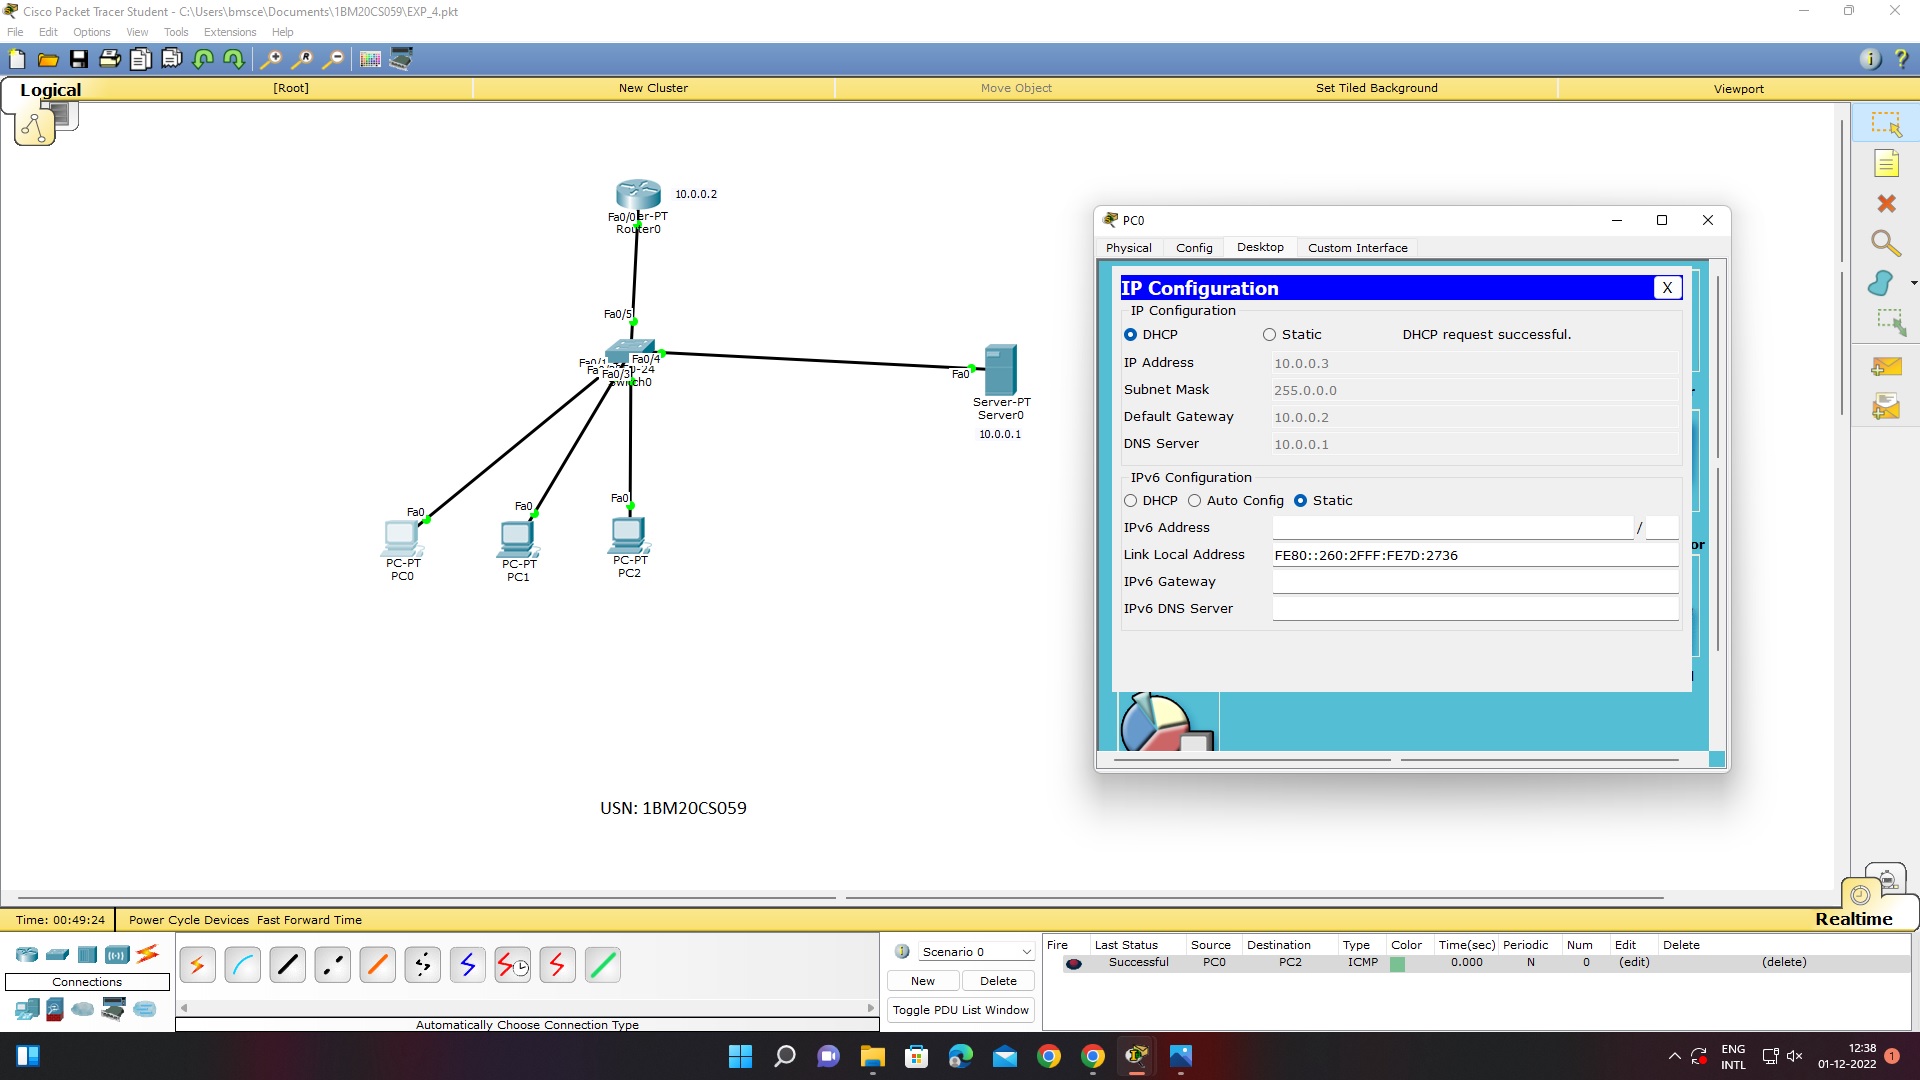 Cisco Packet Tracer Student - C:\Users\bmsce\Documents\1BM20CS059\EXP_4.pkt
File Edit Options View Tools Extensions Help
Logical [Root] New Cluster Move Object Set Tiled Background Viewport
10.0.0.2
Fa0/0
Router0
Fa0/5
Fa0/4
Fa0/3
Fa0
Server-PT
Server0
10.0.0.1
Fa0
PC-PT
PC0
Fa0
PC-PT
PC1
Fa0
PC-PT
PC2
USN: 1BM20CS059
PC0
Physical Config Desktop Custom Interface
IP Configuration X
IP Configuration
DHCP Static DHCP request successful.
IP Address 10.0.0.3
Subnet Mask 255.0.0.0
Default Gateway 10.0.0.2
DNS Server 10.0.0.1
IPv6 Configuration
DHCP Auto Config Static
IPv6 Address /
Link Local Address FE80::260:2FFF:FE7D:2736
IPv6 Gateway
IPv6 DNS Server
or
Time: 00:49:24 Power Cycle Devices Fast Forward Time
Realtime
Connections
Automatically Choose Connection Type
Scenario 0
New Delete
Toggle PDU List Window
Fire Last Status Source Destination Type Color Time(sec) Periodic Num Edit Delete
Successful PC0 PC2 ICMP 0.000 N 0 (edit) (delete)
ENG
INTL
12:38
01-12-2022
1